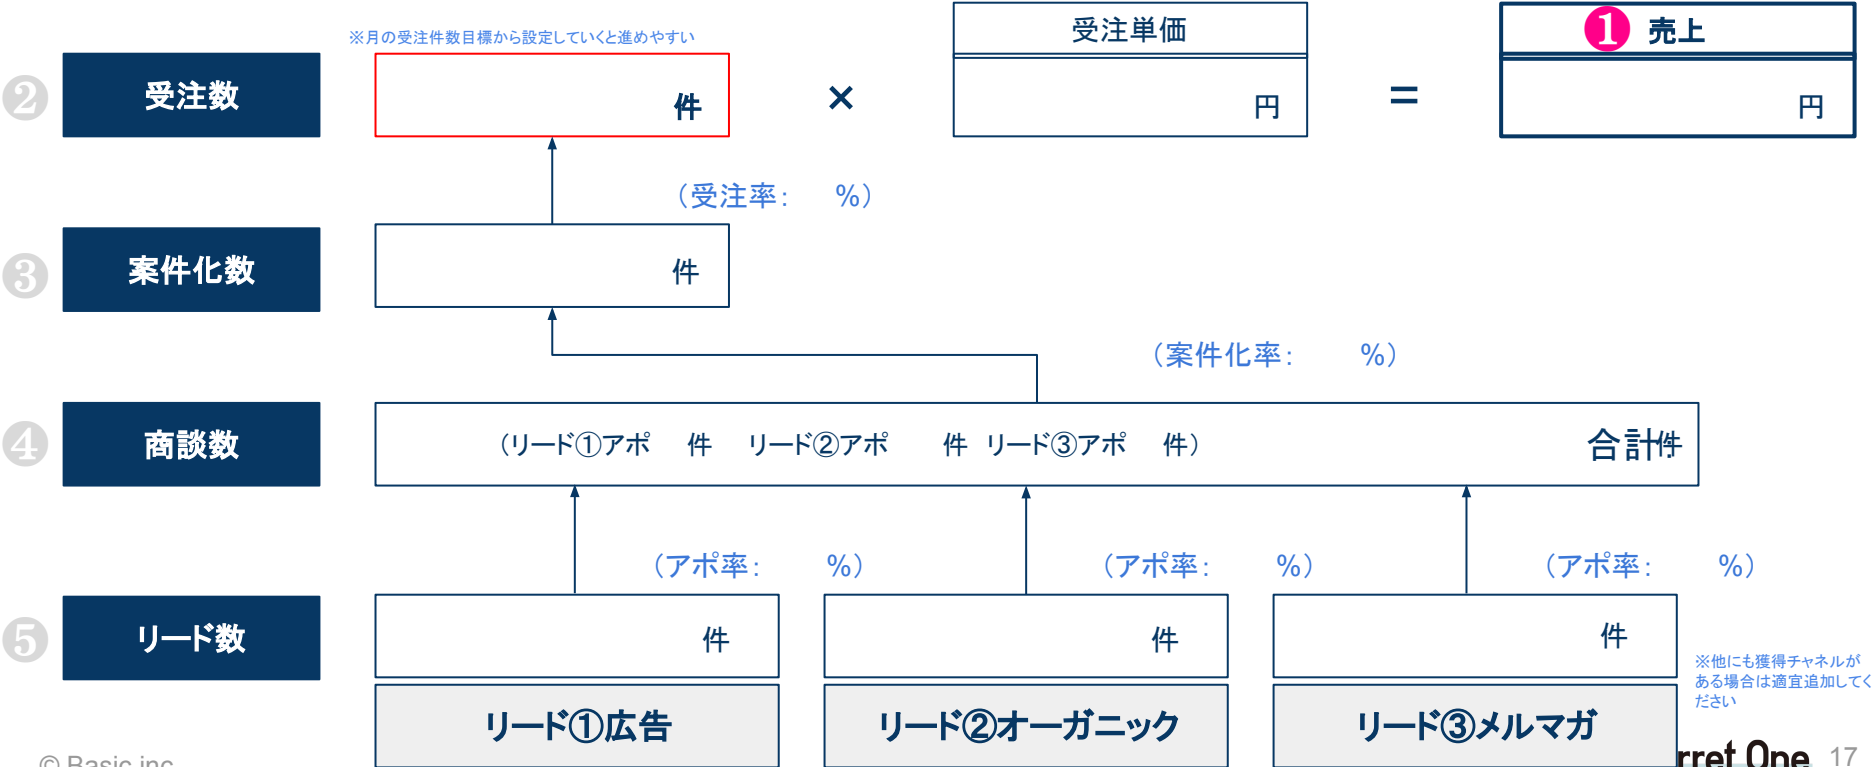 ※月の受注件数目標から設定していくと進めやすい
受注単価
❶ 売上
❷ 受注数
件
×
円
=
円
(受注率: %)
❸ 案件化数
件
(案件化率: %)
❹ 商談数
(リード①アポ 件 リード②アポ 件 リード③アポ 件)
合計:件
(アポ率: %)
(アポ率: %)
(アポ率: %)
❺ リード数
件
件
件
※他にも獲得チャネルが
ある場合は適宜追加してく
ださい
リード①広告
リード②オーガニック
リード③メルマガ
© Basic inc
rret One 17